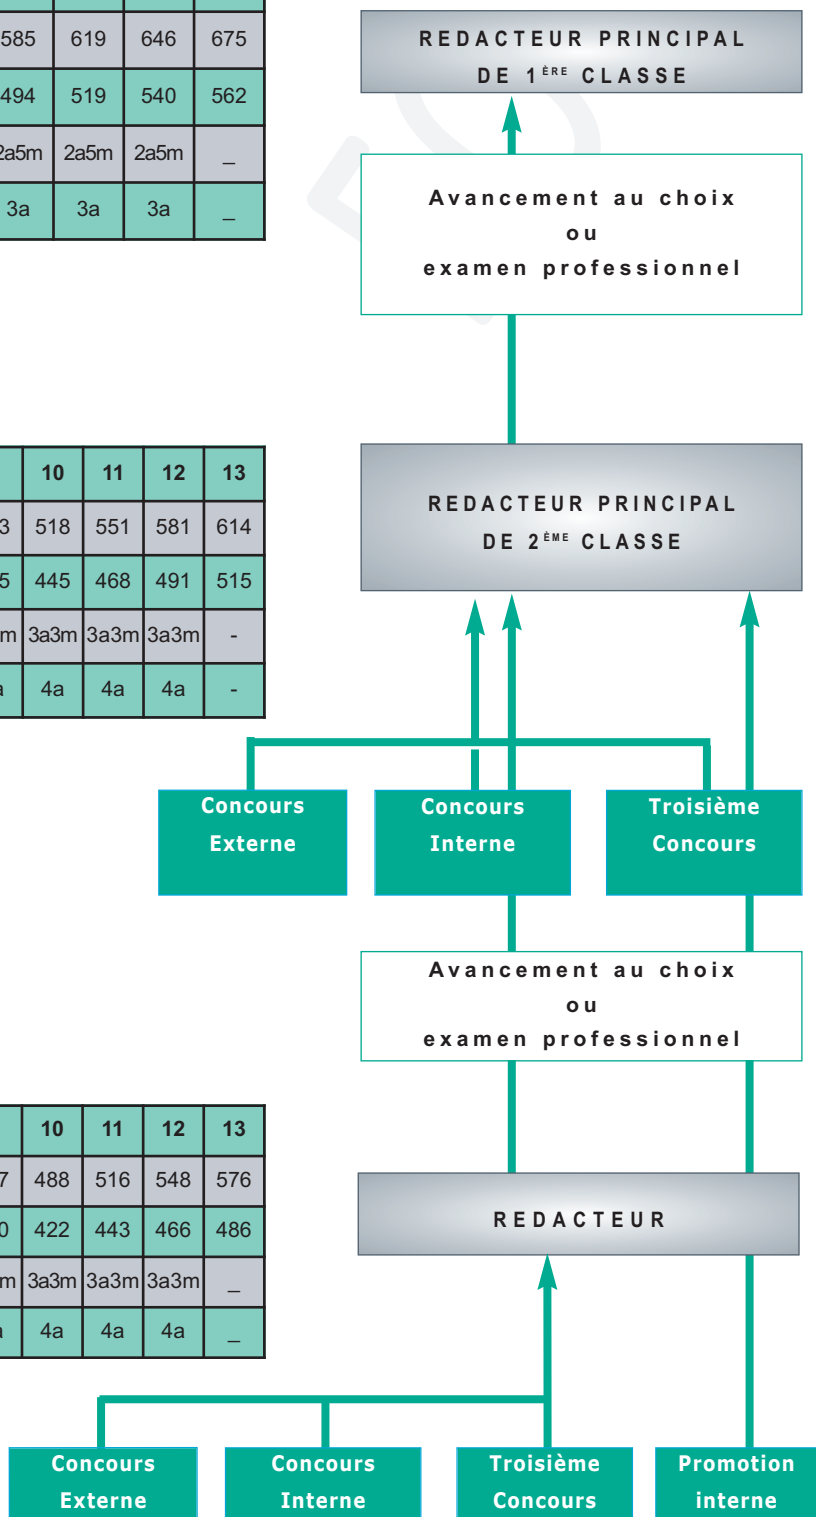 585 619 646 675
494 519 540 562
2a5m 2a5m 2a5m _
3a 3a 3a _
REDACTEUR PRINCIPAL
DE 1ÈRE CLASSE
Avancement au choix
ou
examen professionnel
10 11 12 13
518 551 581 614
445 468 491 515
3a3m 3a3m 3a3m -
4a 4a 4a -
REDACTEUR PRINCIPAL
DE 2ÈME CLASSE
Concours
Externe
Concours
Interne
Troisième
Concours
Avancement au choix
ou
examen professionnel
10 11 12 13
488 516 548 576
422 443 466 486
3a3m 3a3m 3a3m _
4a 4a 4a _
REDACTEUR
Concours
Externe
Concours
Interne
Troisième
Concours
Promotion
interne